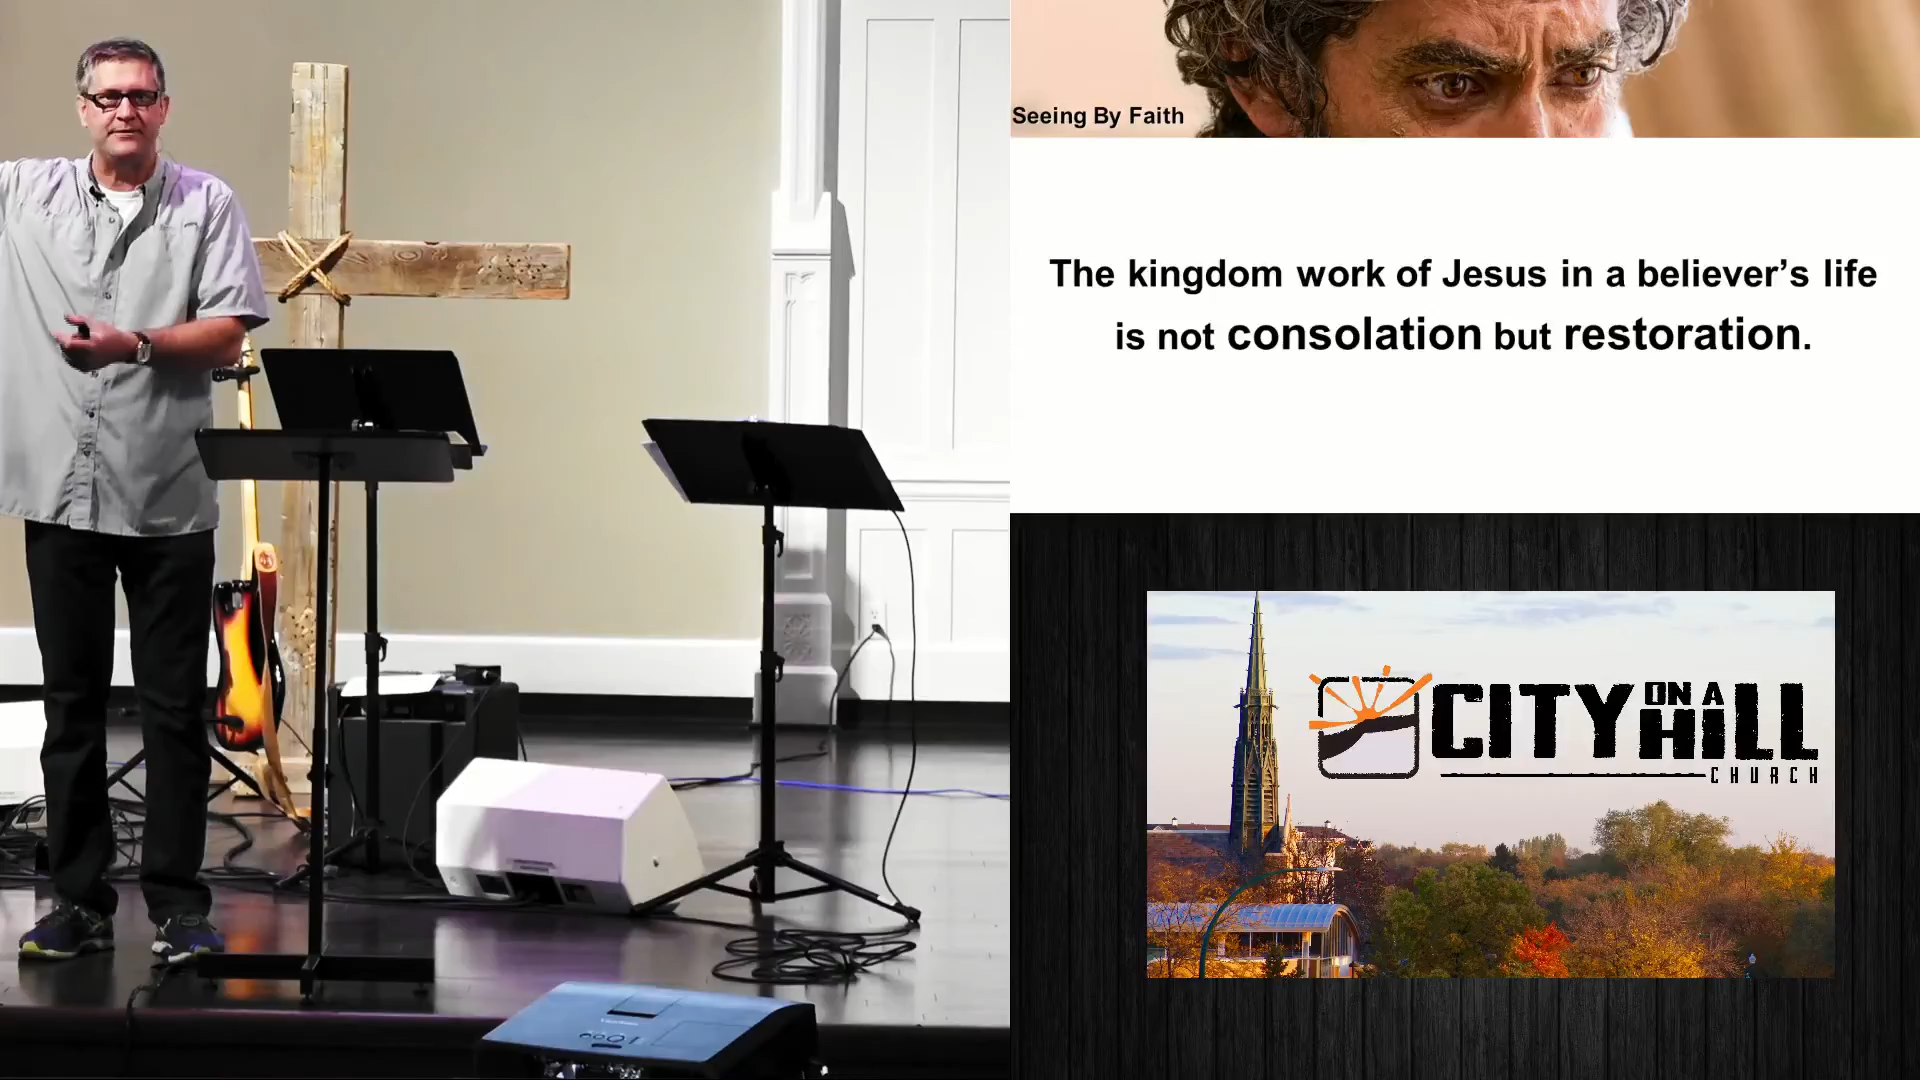 Seeing By Faith
The kingdom work of Jesus in a believer’s life
is not consolation but restoration.
CITY ON A HILL
CHURCH